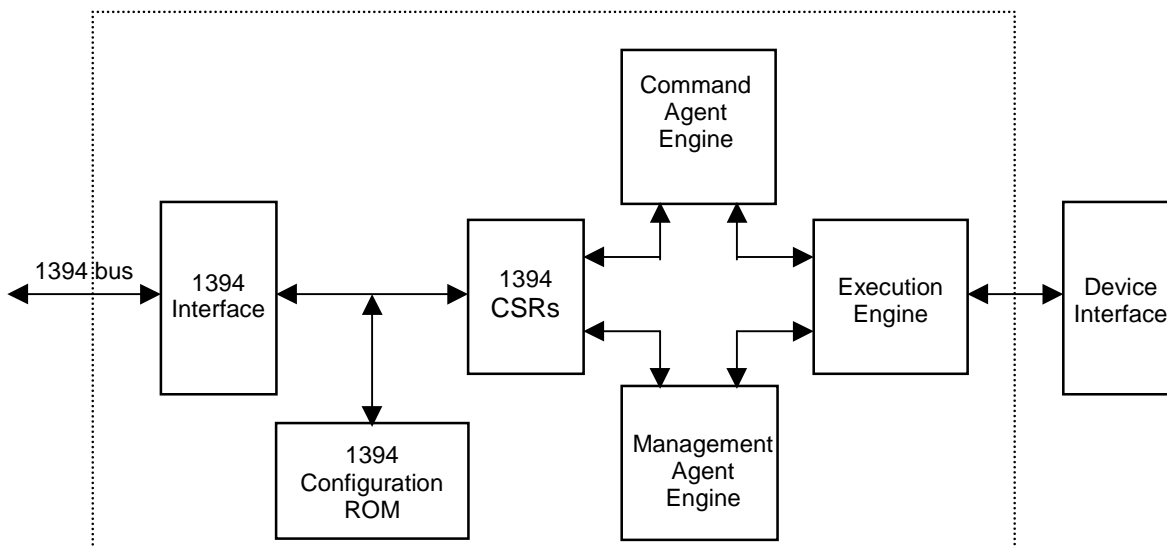 Command
Agent
Engine
1394 bus
1394
Interface
1394
CSRs
Execution
Engine
Device
Interface
1394
Configuration
ROM
Management
Agent
Engine